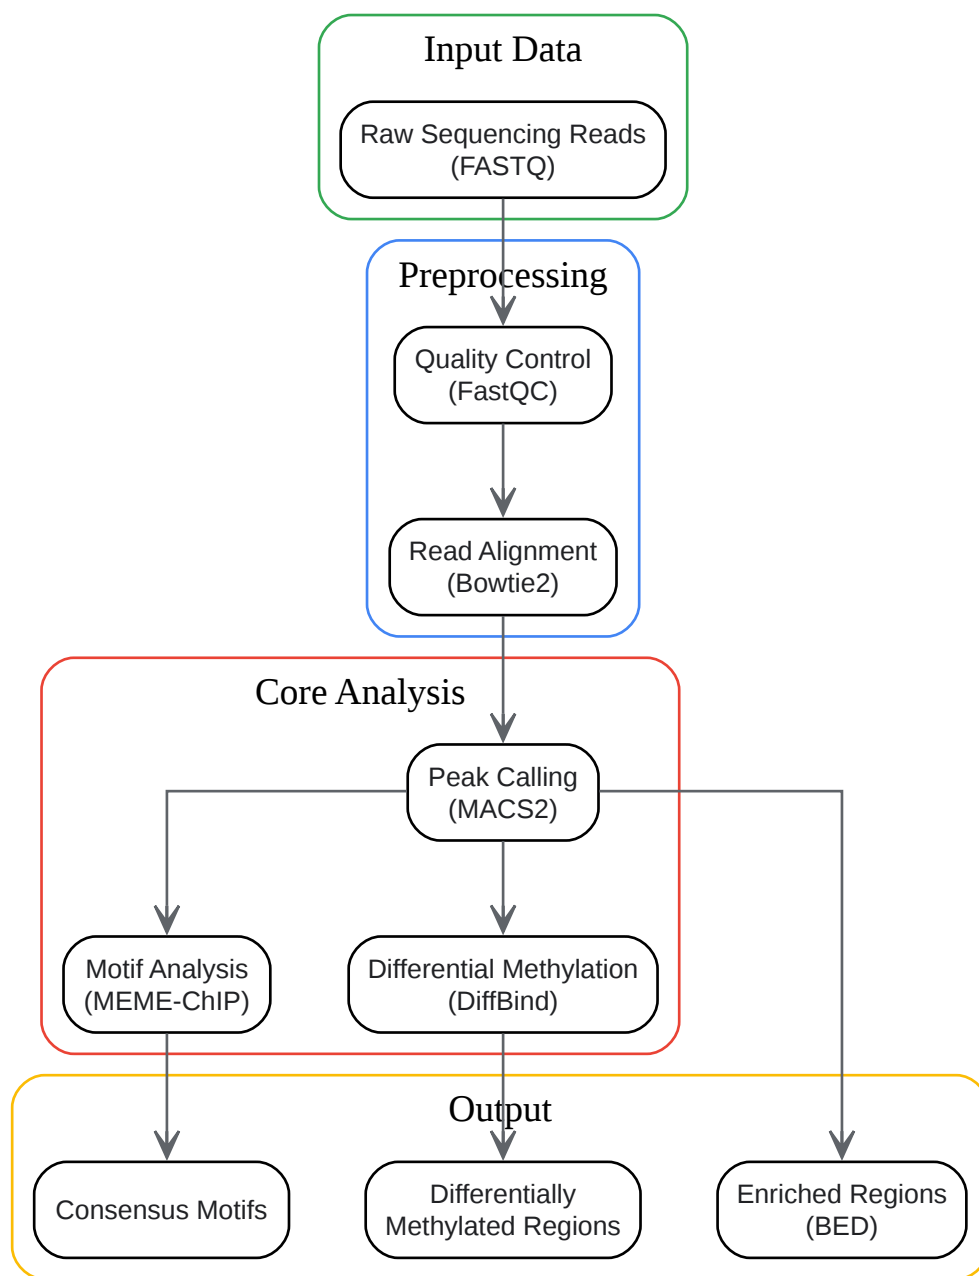 Input Data
Raw Sequencing Reads
(FASTQ)
Preprocessing
Quality Control
(FastQC)
Read Alignment
(Bowtie2)
Core Analysis
Peak Calling
(MACS2)
Motif Analysis
(MEME-ChIP)
Differential Methylation
(DiffBind)
Output
Consensus Motifs
Differentially
Methylated Regions
Enriched Regions
(BED)